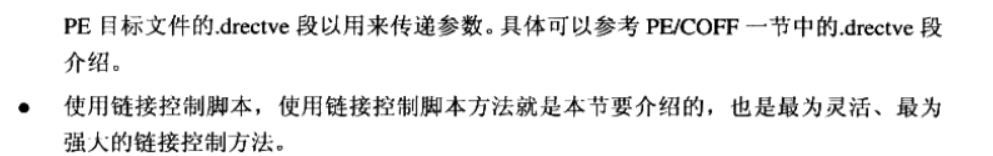 PE 目标文件的.drectve 段以用来传递参数。具体可以参考 PE/COFF 一节中的.drectve 段
介绍。
● 使用链接控制脚本，使用链接控制脚本方法就是本节要介绍的，也是最为灵活、最为
强大的链接控制方法。